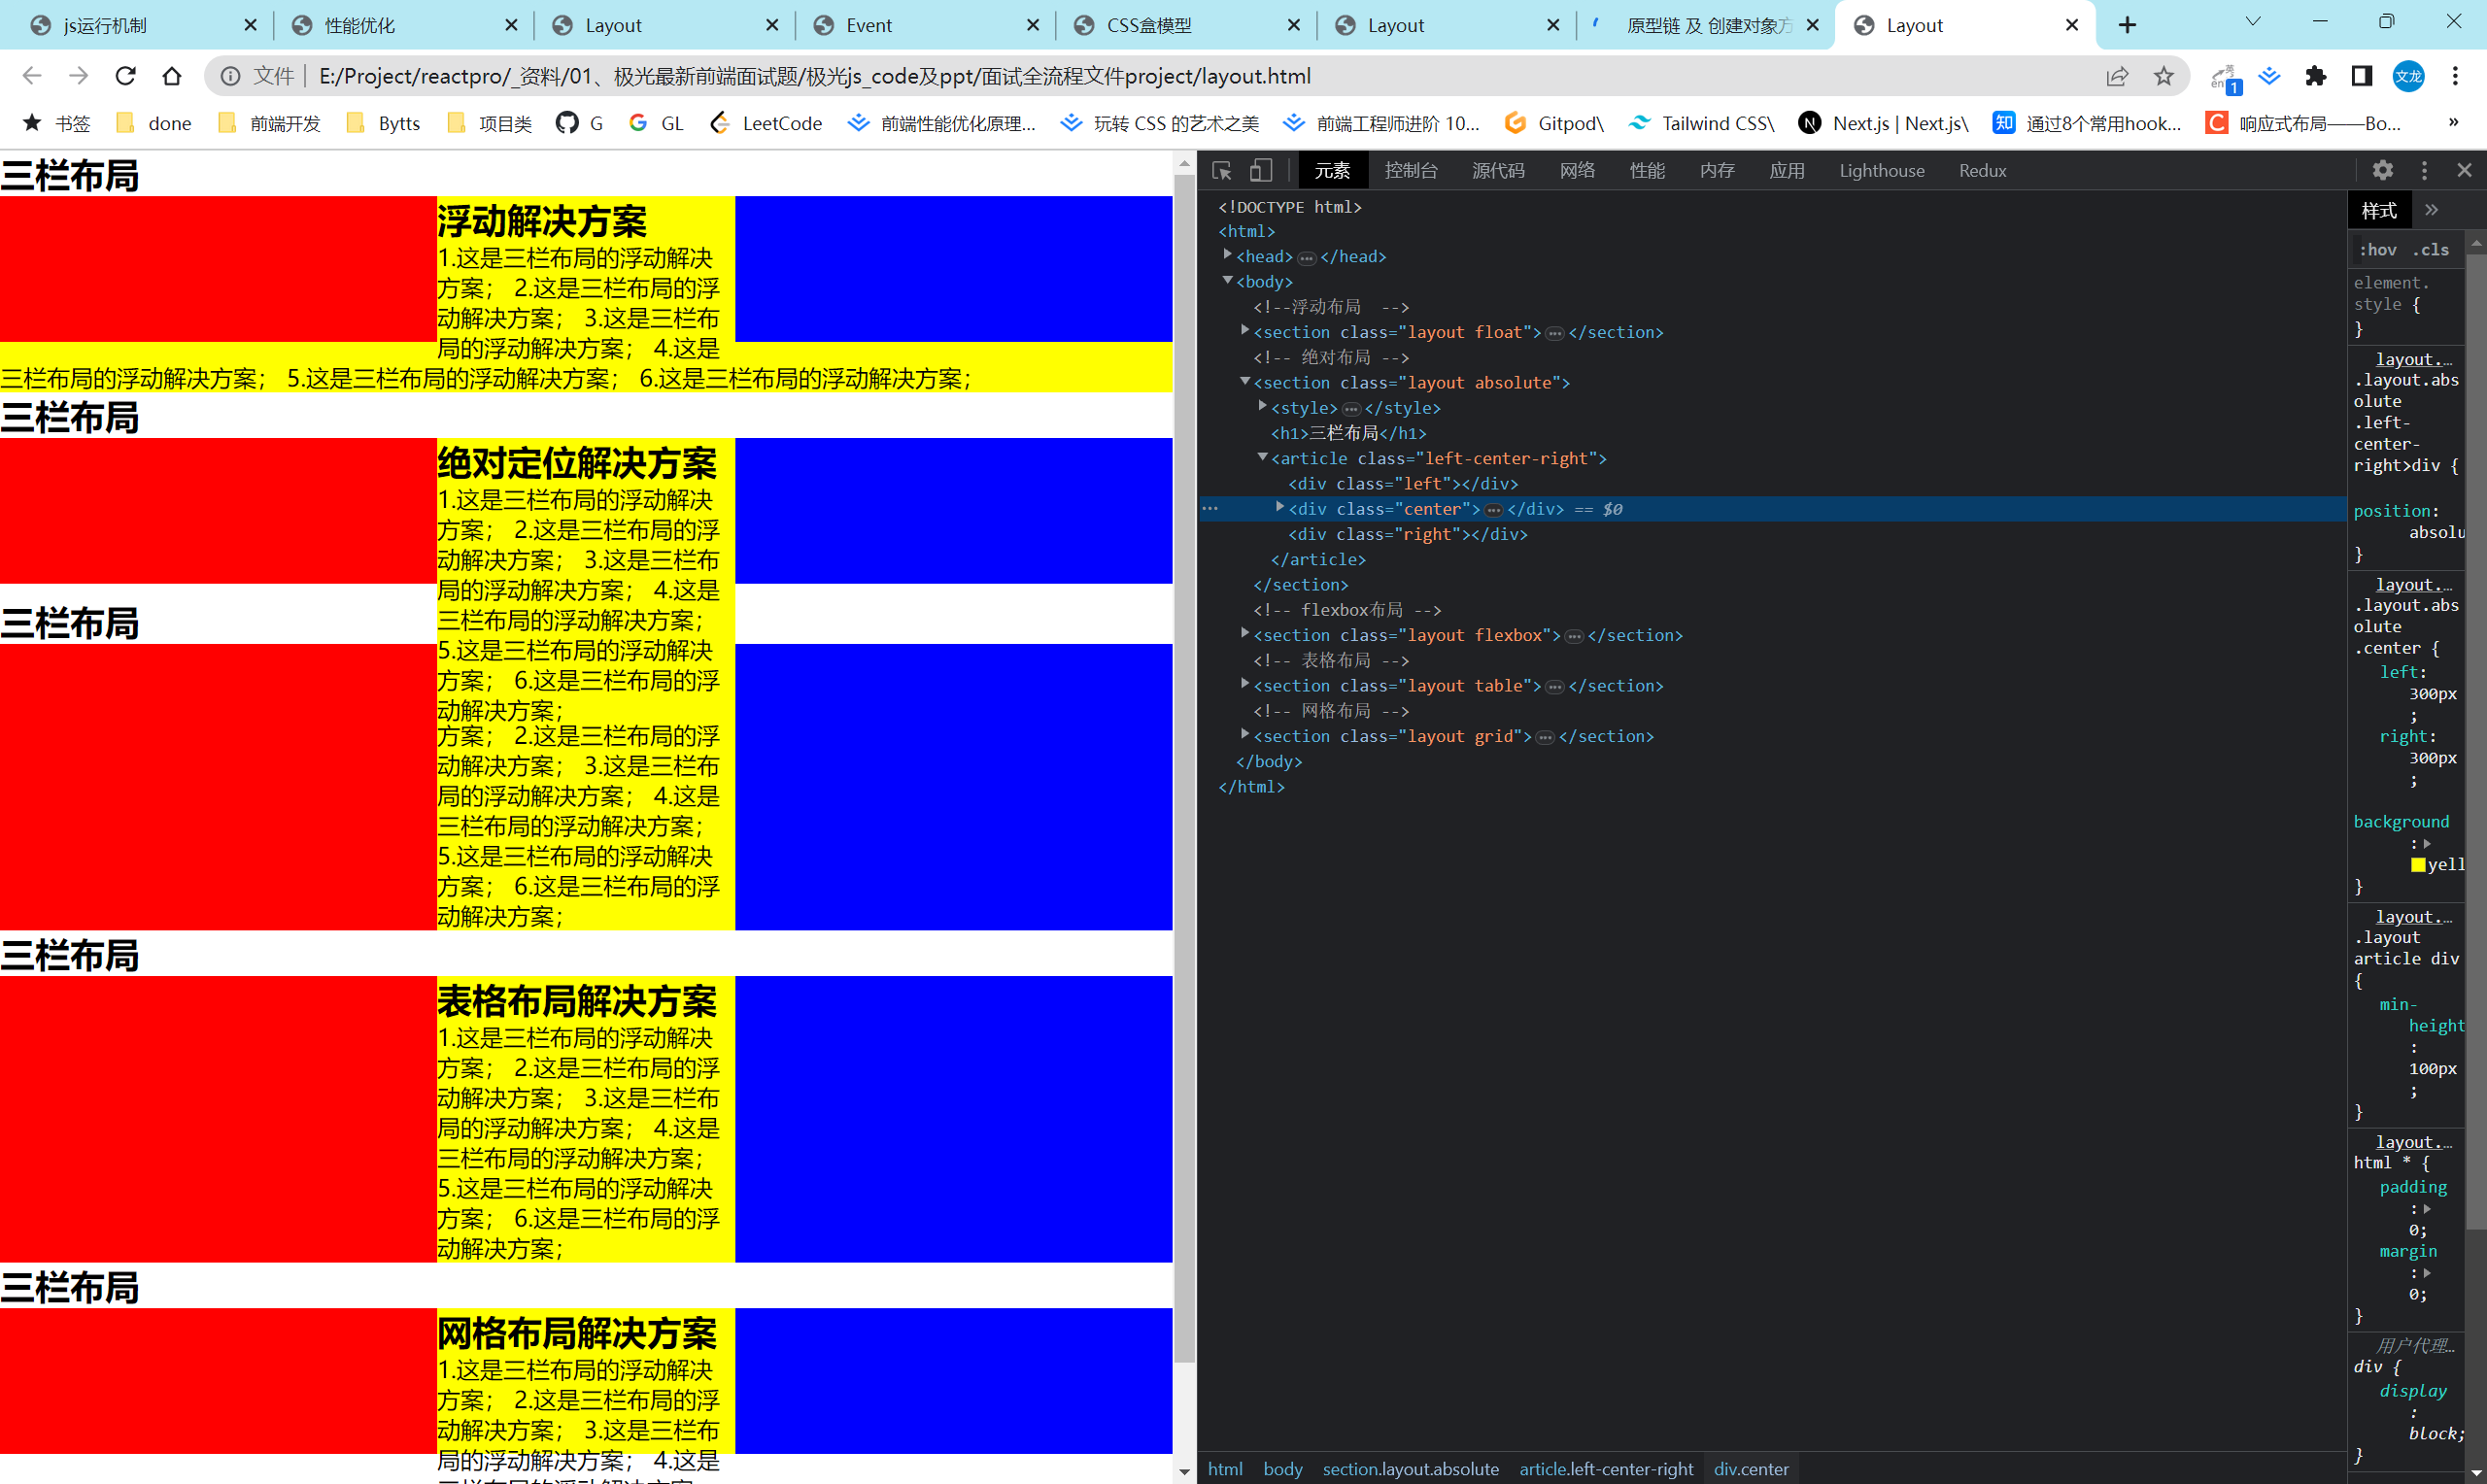 js运行机制
性能优化
Layout
Event
CSS盒模型
Layout
原型链 及 创建对象方
Layout
文件 E:/Project/reactpro/_资料/01、极光最新前端面试题/极光js_code及ppt/面试全流程文件project/layout.html
英
en
1
文龙
书签
done
前端开发
Bytts
项目类
G
GL
LeetCode
前端性能优化原理...
玩转 CSS 的艺术之美
前端工程师进阶 10...
Gitpod\
Tailwind CSS\
N
Next.js | Next.js\
知
通过8个常用hook...
C
响应式布局——Bo...
»
三栏布局
浮动解决方案
1.这是三栏布局的浮动解决
方案； 2.这是三栏布局的浮
动解决方案； 3.这是三栏布
局的浮动解决方案； 4.这是
三栏布局的浮动解决方案； 5.这是三栏布局的浮动解决方案； 6.这是三栏布局的浮动解决方案；
三栏布局
绝对定位解决方案
1.这是三栏布局的浮动解决
方案； 2.这是三栏布局的浮
动解决方案； 3.这是三栏布
局的浮动解决方案； 4.这是
三栏布局的浮动解决方案；
5.这是三栏布局的浮动解决
方案； 6.这是三栏布局的浮
动解决方案；
三栏布局
方案； 2.这是三栏布局的浮
动解决方案； 3.这是三栏布
局的浮动解决方案； 4.这是
三栏布局的浮动解决方案；
5.这是三栏布局的浮动解决
方案； 6.这是三栏布局的浮
动解决方案；
三栏布局
表格布局解决方案
1.这是三栏布局的浮动解决
方案； 2.这是三栏布局的浮
动解决方案； 3.这是三栏布
局的浮动解决方案； 4.这是
三栏布局的浮动解决方案；
5.这是三栏布局的浮动解决
方案； 6.这是三栏布局的浮
动解决方案；
三栏布局
网格布局解决方案
1.这是三栏布局的浮动解决
方案； 2.这是三栏布局的浮
动解决方案； 3.这是三栏布
局的浮动解决方案； 4.这是
元素
控制台
源代码
网络
性能
内存
应用
Lighthouse
Redux
<!DOCTYPE html>
<html>
<head>…</head>
<body>
<!--浮动布局  -->
<section class="layout float">…</section>
<!-- 绝对布局 -->
<section class="layout absolute">
<style>…</style>
<h1>三栏布局</h1>
<article class="left-center-right">
<div class="left"></div>
<div class="center">…</div> == $0
<div class="right"></div>
</article>
</section>
<!-- flexbox布局 -->
<section class="layout flexbox">…</section>
<!-- 表格布局 -->
<section class="layout table">…</section>
<!-- 网格布局 -->
<section class="layout grid">…</section>
</body>
</html>
html body section.layout.absolute article.left-center-right div.center
样式 »
:hov .cls
element.
style {
}
layout.…
.layout.abs
olute
.left-
center-
right>div {
position:
absolu
}
layout.…
.layout.abs
olute
.center {
left:
300px
;
right:
300px
;
background
:
yell
}
layout.…
.layout
article div
{
min-
height
:
100px
;
}
layout.…
html * {
padding
:
0;
margin
:
0;
}
用户代理…
div {
display
:
block;
}